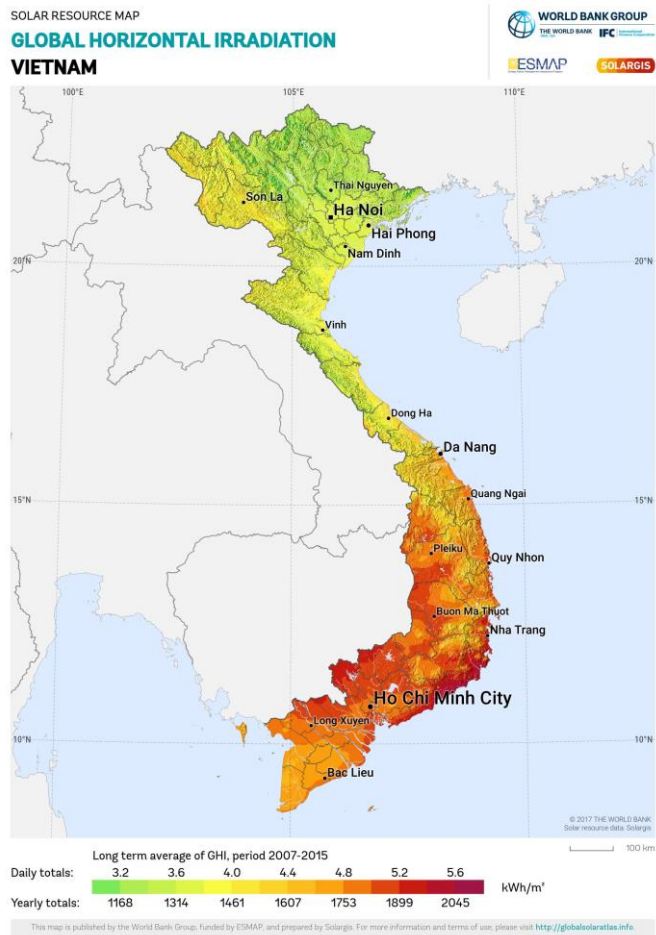 SOLAR RESOURCE MAP
GLOBAL HORIZONTAL IRRADIATION
VIETNAM
WORLD BANK GROUP
THE WORLD BANK
IFC
International
Finance Corporation
ESMAP
SOLARGIS
100°E
105°E
110°E
Thai Nguyen
Son La
Ha Noi
Hai Phong
Nam Dinh
20°N
20°N
Vinh
Dong Ha
Da Nang
Quang Ngai
15°N
15°N
Pleiku
Quy Nhon
Buon Ma Thuot
Nha Trang
Ho Chi Minh City
Long Xuyen
10°N
10°N
Bac Lieu
© 2017 THE WORLD BANK
Solar resource data: Solargis
100 km
Long term average of GHI, period 2007-2015
Daily totals: 3.2 3.6 4.0 4.4 4.8 5.2 5.6
kWh/m²
Yearly totals: 1168 1314 1461 1607 1753 1899 2045
This map is published by the World Bank Group, funded by ESMAP, and prepared by Solargis. For more information and terms of use, please visit http://globalsolaratlas.info.